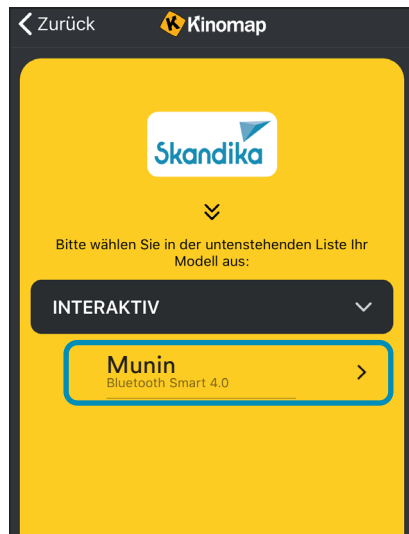 Zurück
Kinomap
Skandika
Bitte wählen Sie in der untenstehenden Liste Ihr
Modell aus:
INTERAKTIV
Munin
Bluetooth Smart 4.0